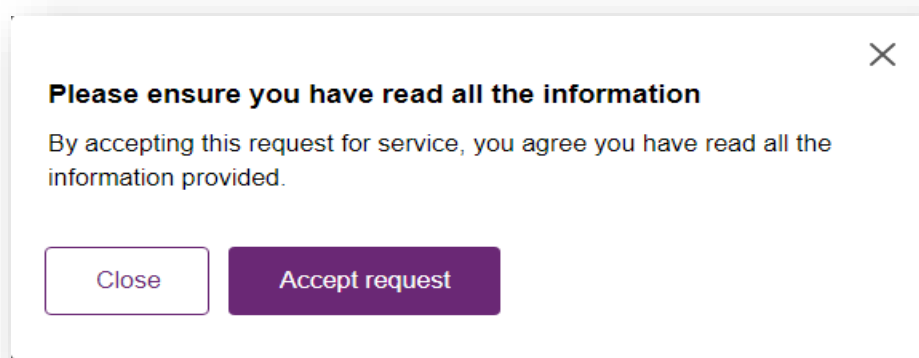 Please ensure you have read all the information
By accepting this request for service, you agree you have read all the
information provided.
Close
Accept request